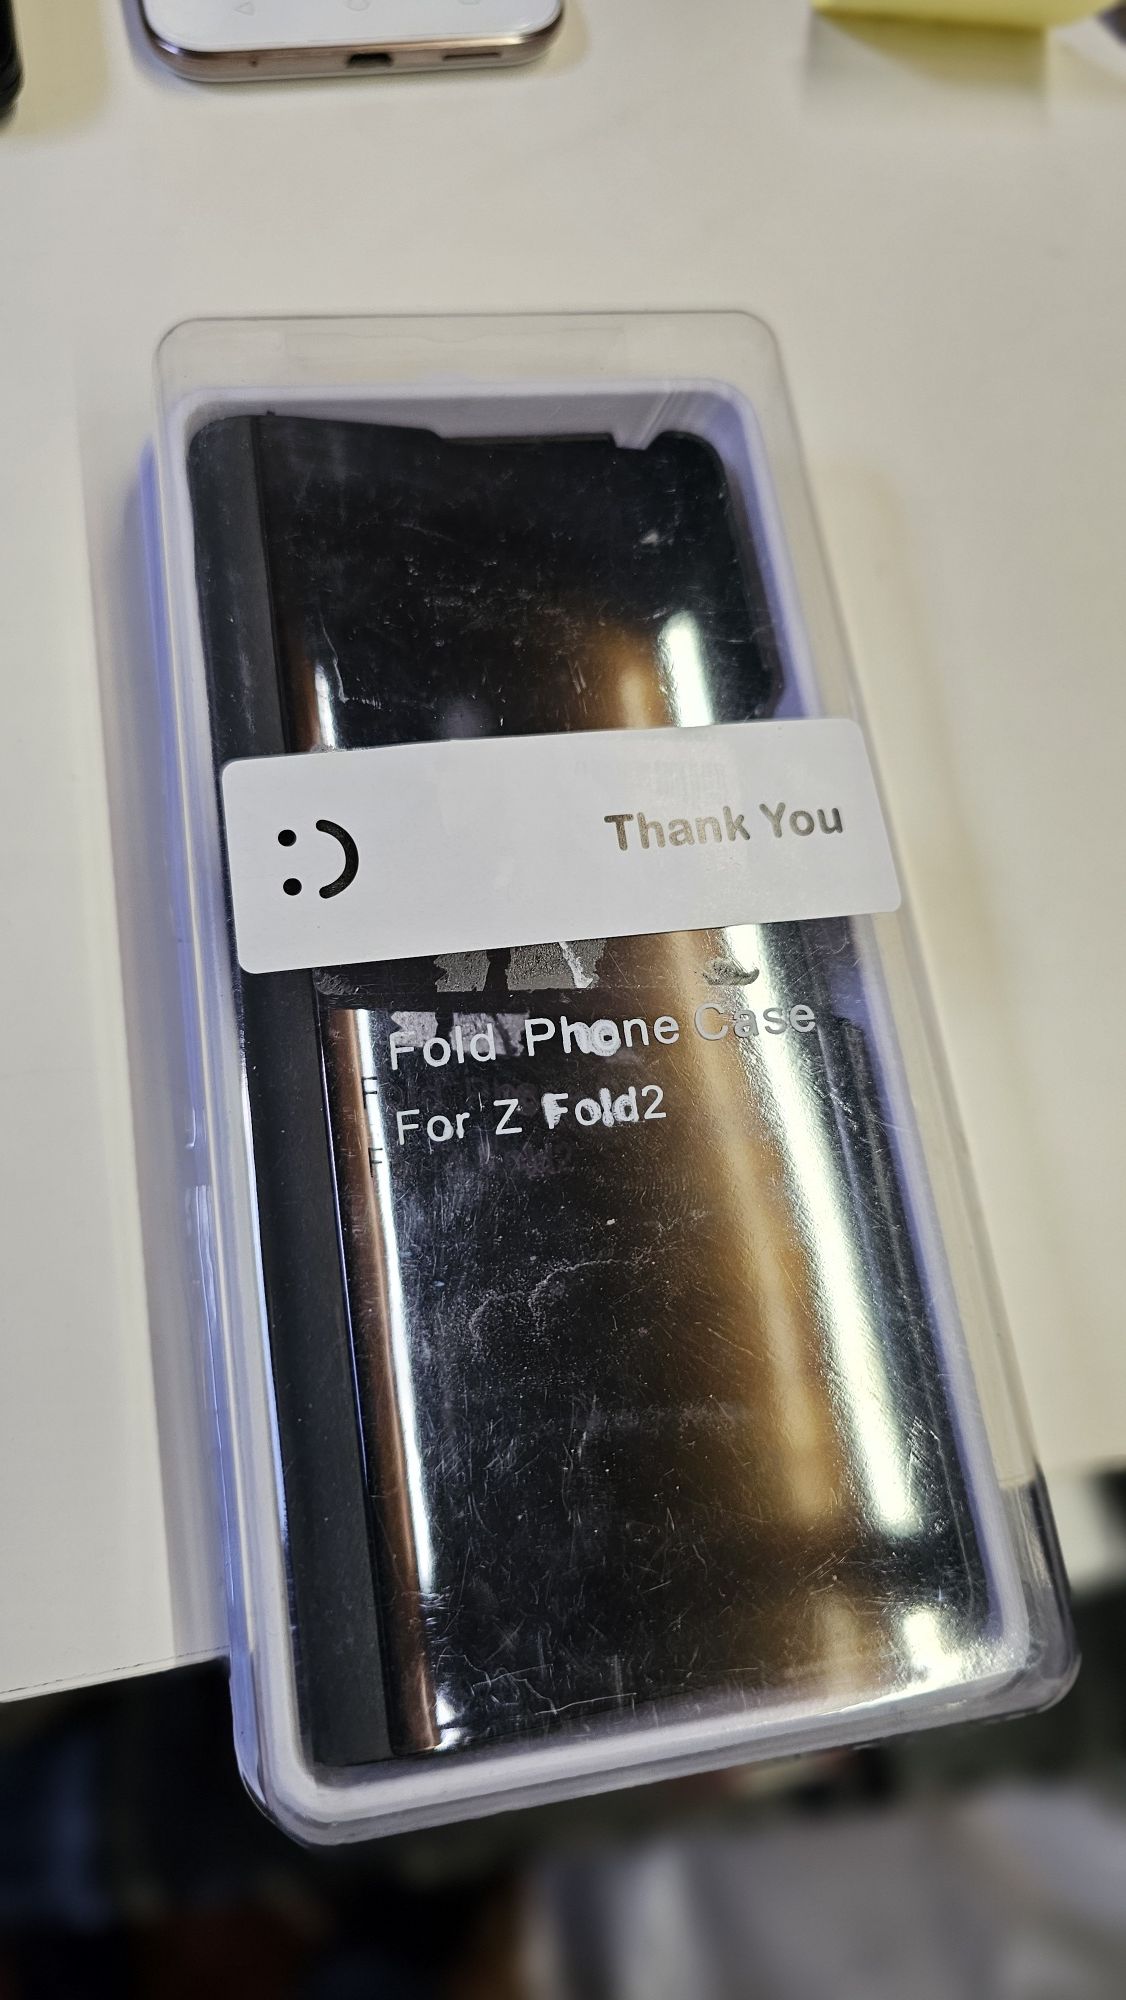 :)
Thank You
Fold Phone Case
For Z Fold2